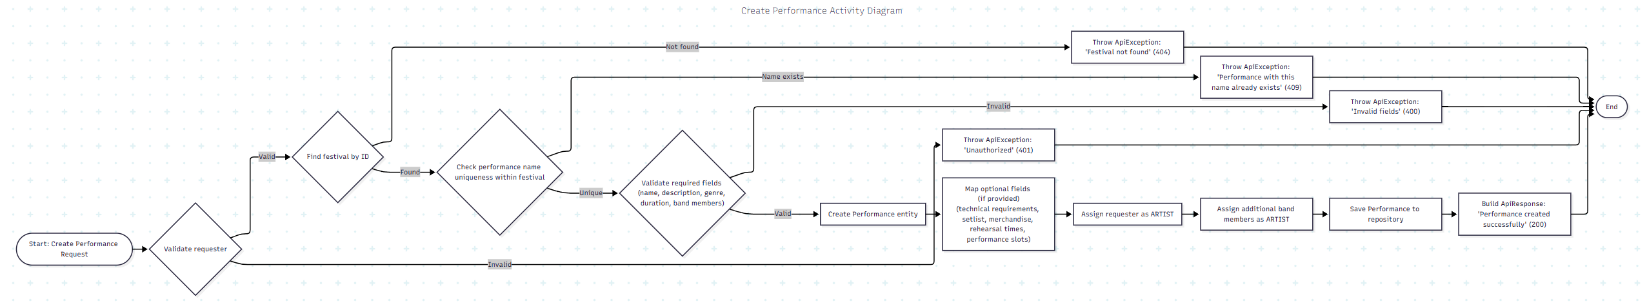 Create Performance Activity Diagram
Not found
Throw ApiException:
'Festival not found' (404)
Name exists
Throw ApiException:
'Performance with this
name already exists' (409)
Invalid
Throw ApiException:
'Invalid fields' (400)
End
Throw ApiException:
'Unauthorized' (401)
Valid
Find festival by ID
Found
Check performance name
uniqueness within festival
Unique
Validate required fields
(name, description, genre,
duration, band members)
Valid
Create Performance entity
Map optional fields
(if provided)
(technical requirements,
setlist, merchandise,
rehearsal times,
performance slots)
Assign requester as ARTIST
Assign additional band
members as ARTIST
Save Performance to
repository
Build ApiResponse:
'Performance created
successfully' (200)
Start: Create Performance
Request
Validate requester
Invalid